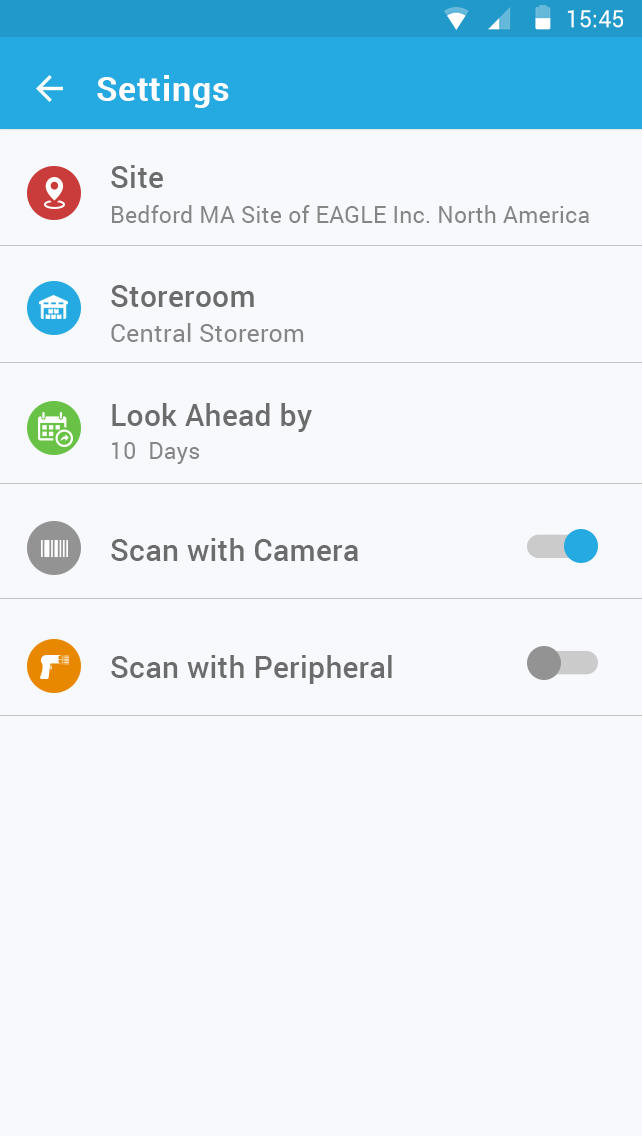 15:45
Settings
Site
Bedford MA Site of EAGLE Inc. North America
Storeroom
Central Storerom
Look Ahead by
10 Days
Scan with Camera
Scan with Peripheral